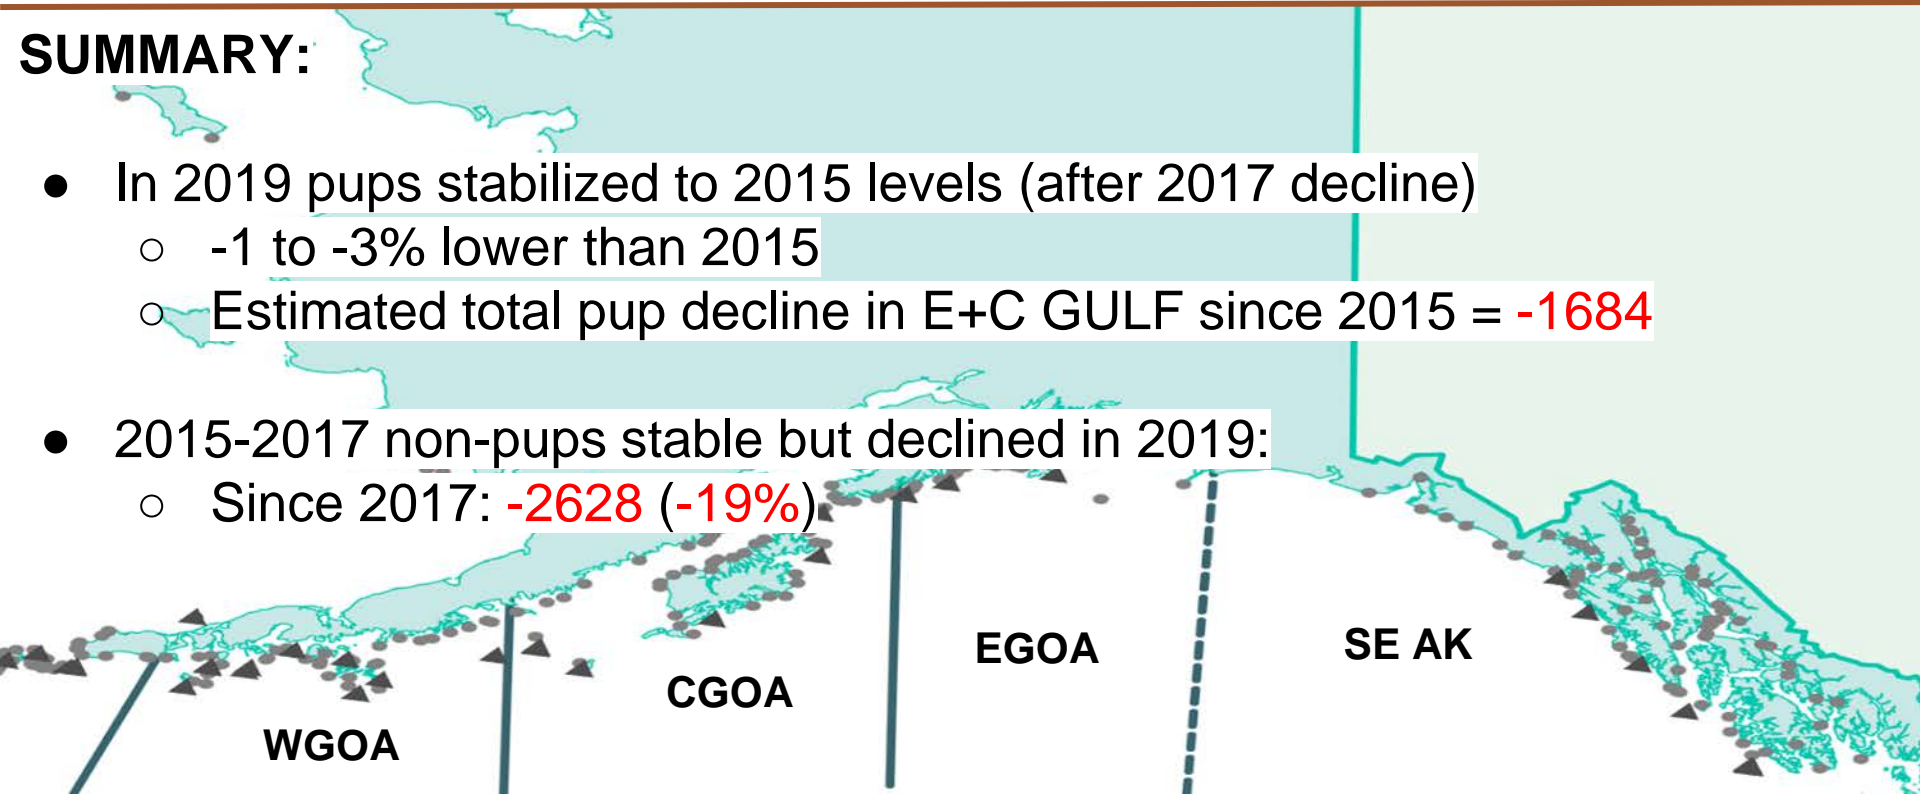 SUMMARY:
● In 2019 pups stabilized to 2015 levels (after 2017 decline)
○ -1 to -3% lower than 2015
○ Estimated total pup decline in E+C GULF since 2015 = -1684
● 2015-2017 non-pups stable but declined in 2019:
○ Since 2017: -2628 (-19%)
EGOA
SE AK
CGOA
WGOA